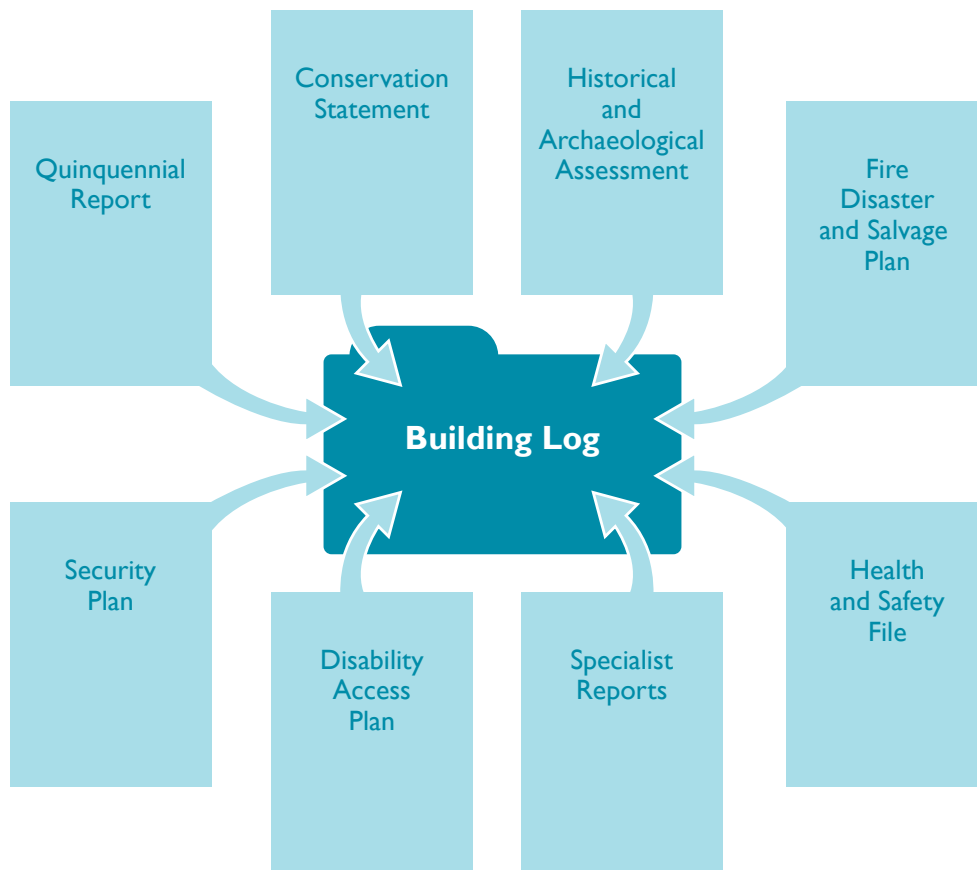 Conservation
Statement
Historical
and
Archaeological
Assessment
Quinquennial
Report
Fire
Disaster
and Salvage
Plan
Building Log
Security
Plan
Health
and Safety
File
Disability
Access
Plan
Specialist
Reports